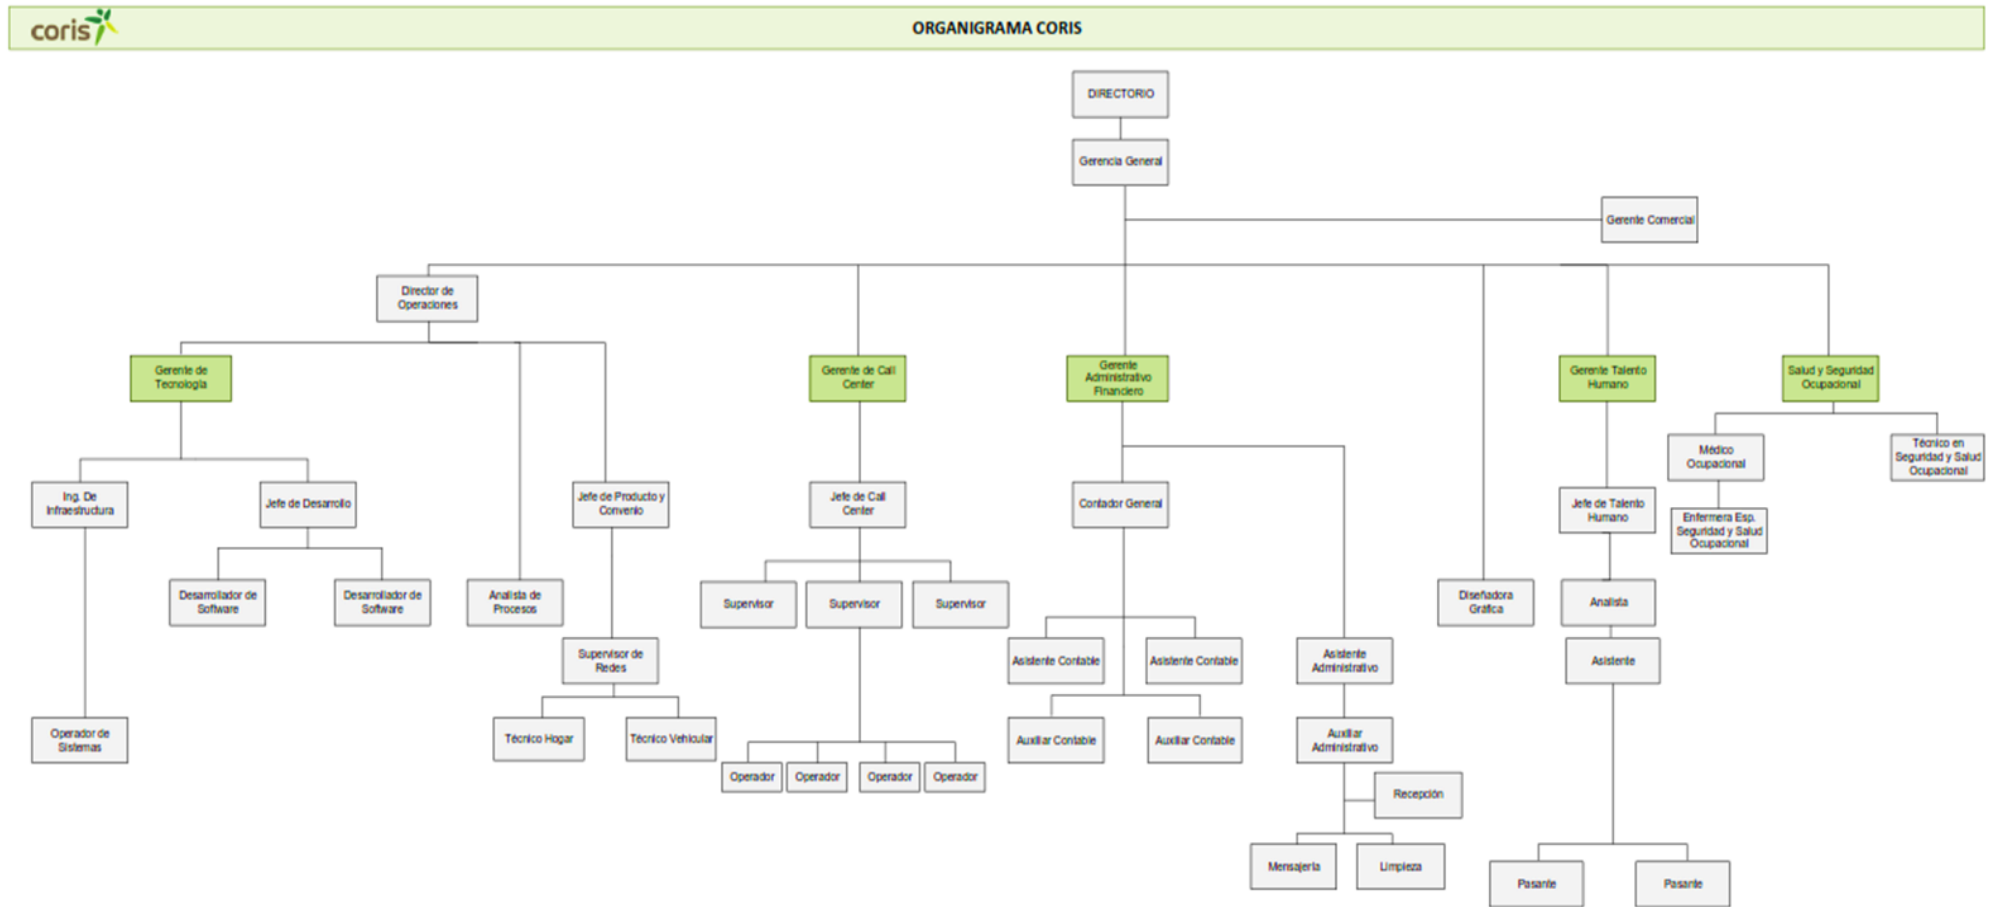 coris
ORGANIGRAMA CORIS
DIRECTORIO
Gerencia General
Gerente Comercial
Director de
Operaciones
Gerente de
Tecnología
Gerente de Call
Center
Gerente
Administrativo
Financiero
Gerente Talento
Humano
Salud y Seguridad
Ocupacional
Médico
Ocupacional
Técnico en
Seguridad y Salud
Ocupacional
Ing. De
Infraestructura
Jefe de Desarrollo
Jefe de Producto y
Convenio
Jefe de Call
Center
Contador General
Jefe de Talento
Humano
Enfermera Esp.
Seguridad y Salud
Ocupacional
Desarrollador de
Software
Desarrollador de
Software
Analista de
Procesos
Supervisor
Supervisor
Supervisor
Diseñadora
Gráfica
Analista
Supervisor de
Redes
Asistente Contable
Asistente Contable
Asistente
Administrativo
Asistente
Operador de
Sistemas
Técnico Hogar
Técnico Vehicular
Auxiliar Contable
Auxiliar Contable
Auxiliar
Administrativo
Operador
Operador
Operador
Operador
Recepción
Mensajería
Limpieza
Pasante
Pasante